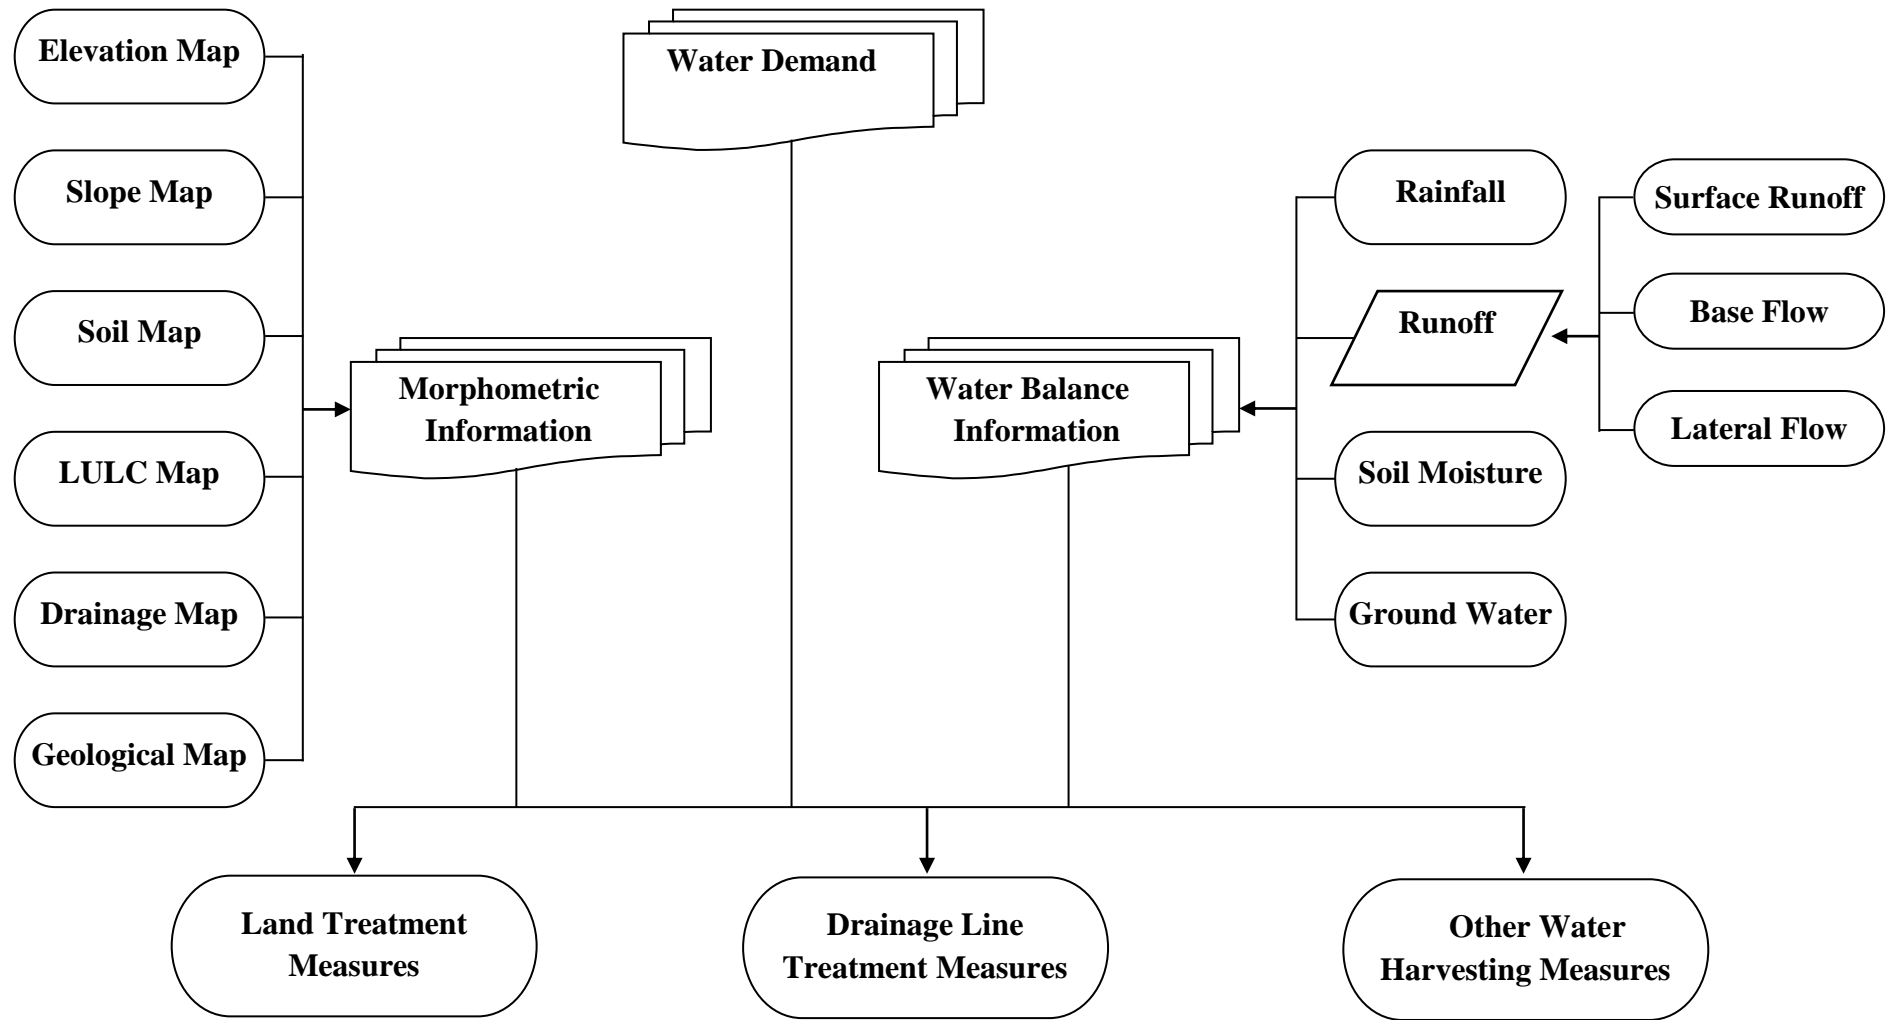 Elevation Map
Water Demand
Slope Map
Rainfall
Surface Runoff
Soil Map
Runoff
Base Flow
Morphometric
Information
Water Balance
Information
Lateral Flow
LULC Map
Soil Moisture
Drainage Map
Ground Water
Geological Map
Land Treatment
Measures
Drainage Line
Treatment Measures
Other Water
Harvesting Measures